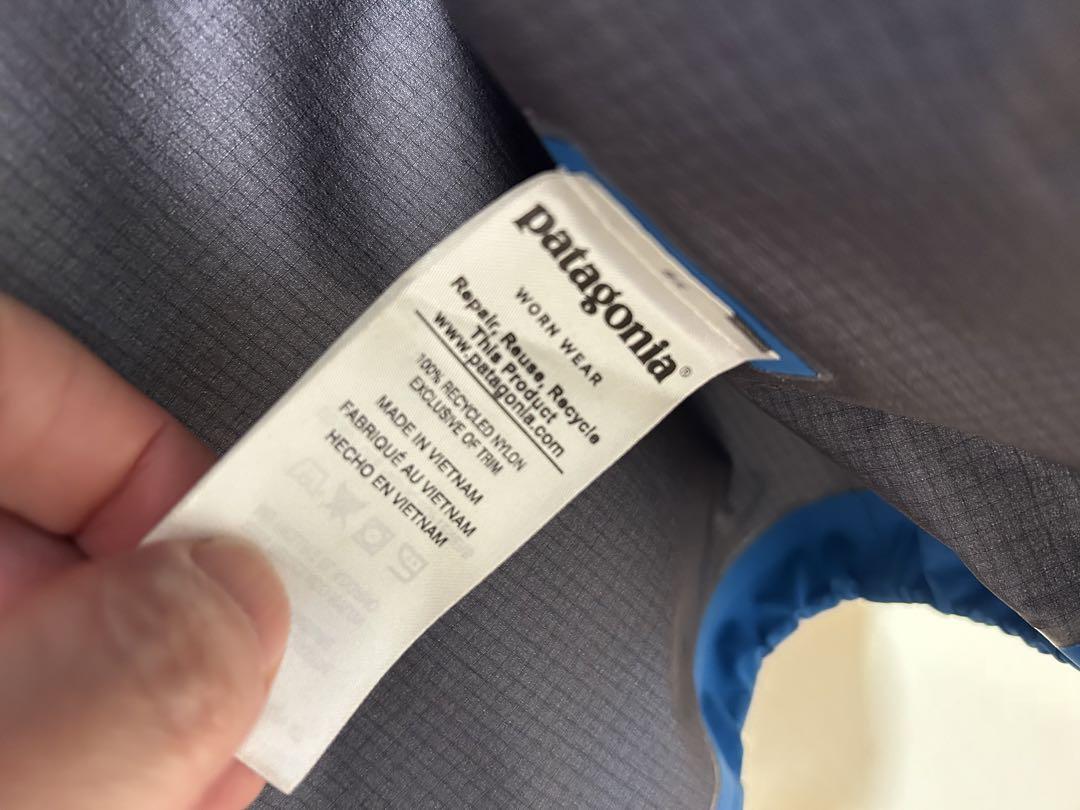 patagonia®
WORN WEAR
Repair, Reuse, Recycle
This Product
www.patagonia.com
100% RECYCLED NYLON
EXCLUSIVE OF TRIM
MADE IN VIETNAM
FABRIQUÉ AU VIETNAM
HECHO EN VIETNAM